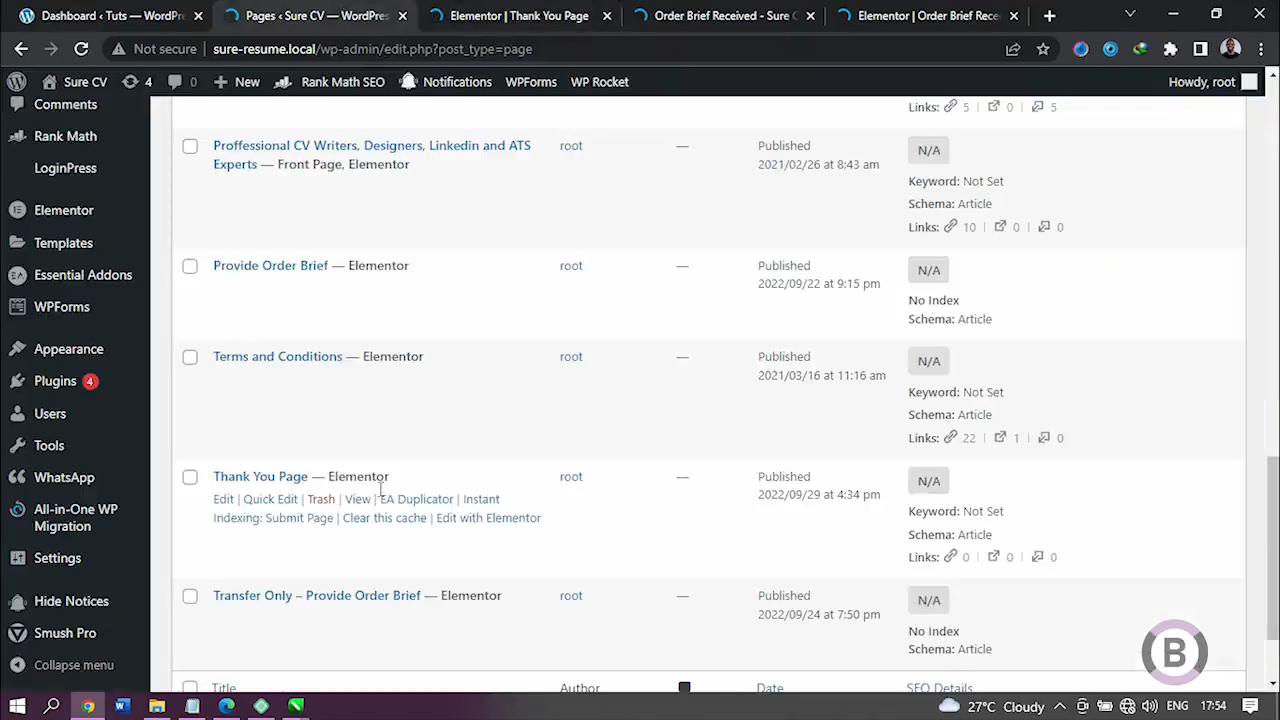 Dashboard ‹ Tuts — WordPr
Pages ‹ Sure CV — WordPres
Elementor | Thank You Page
Order Brief Received - Sure C
Elementor | Order Brief Rece
Not secure
sure-resume.local/wp-admin/edit.php?post_type=page
Sure CV
4
0
New
Rank Math SEO
Notifications
WPForms
WP Rocket
Howdy, root
Comments
Rank Math
LoginPress
Elementor
Templates
Essential Addons
WPForms
Appearance
Plugins 4
Users
Tools
WhatsApp
All-in-One WP
Migration
Settings
Hide Notices
Smush Pro
Collapse menu
Links: 5 | 0 | 5
Proffessional CV Writers, Designers, Linkedin and ATS
Experts — Front Page, Elementor
root
—
Published
2021/02/26 at 8:43 am
N/A
Keyword: Not Set
Schema: Article
Links: 10 | 0 | 0
Provide Order Brief — Elementor
root
—
Published
2022/09/22 at 9:15 pm
N/A
No Index
Schema: Article
Terms and Conditions — Elementor
root
—
Published
2021/03/16 at 11:16 am
N/A
Keyword: Not Set
Schema: Article
Links: 22 | 1 | 0
Thank You Page — Elementor
Edit | Quick Edit | Trash | View | EA Duplicator | Instant
Indexing: Submit Page | Clear this cache | Edit with Elementor
root
—
Published
2022/09/29 at 4:34 pm
N/A
Keyword: Not Set
Schema: Article
Links: 0 | 0 | 0
Transfer Only – Provide Order Brief — Elementor
root
—
Published
2022/09/24 at 7:50 pm
N/A
No Index
Schema: Article
Title
Author
Date
SEO Details
B
27°C Cloudy
ENG
17:54